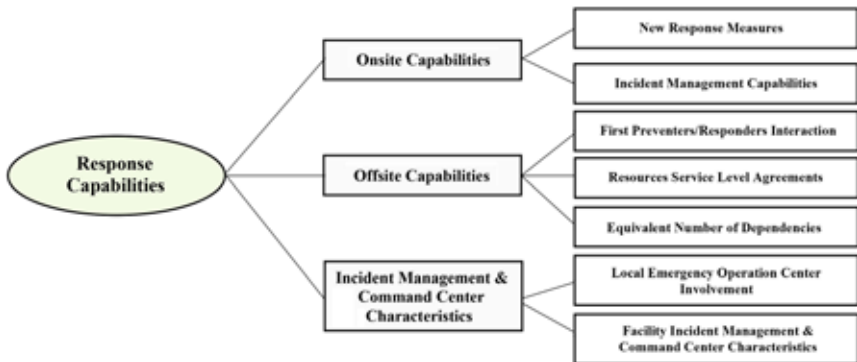 Response
Capabilities
Onsite Capabilities
New Response Measures
Incident Management Capabilities
Offsite Capabilities
First Preventers/Responders Interaction
Resources Service Level Agreements
Equivalent Number of Dependencies
Incident Management &
Command Center
Characteristics
Local Emergency Operation Center
Involvement
Facility Incident Management &
Command Center Characteristics